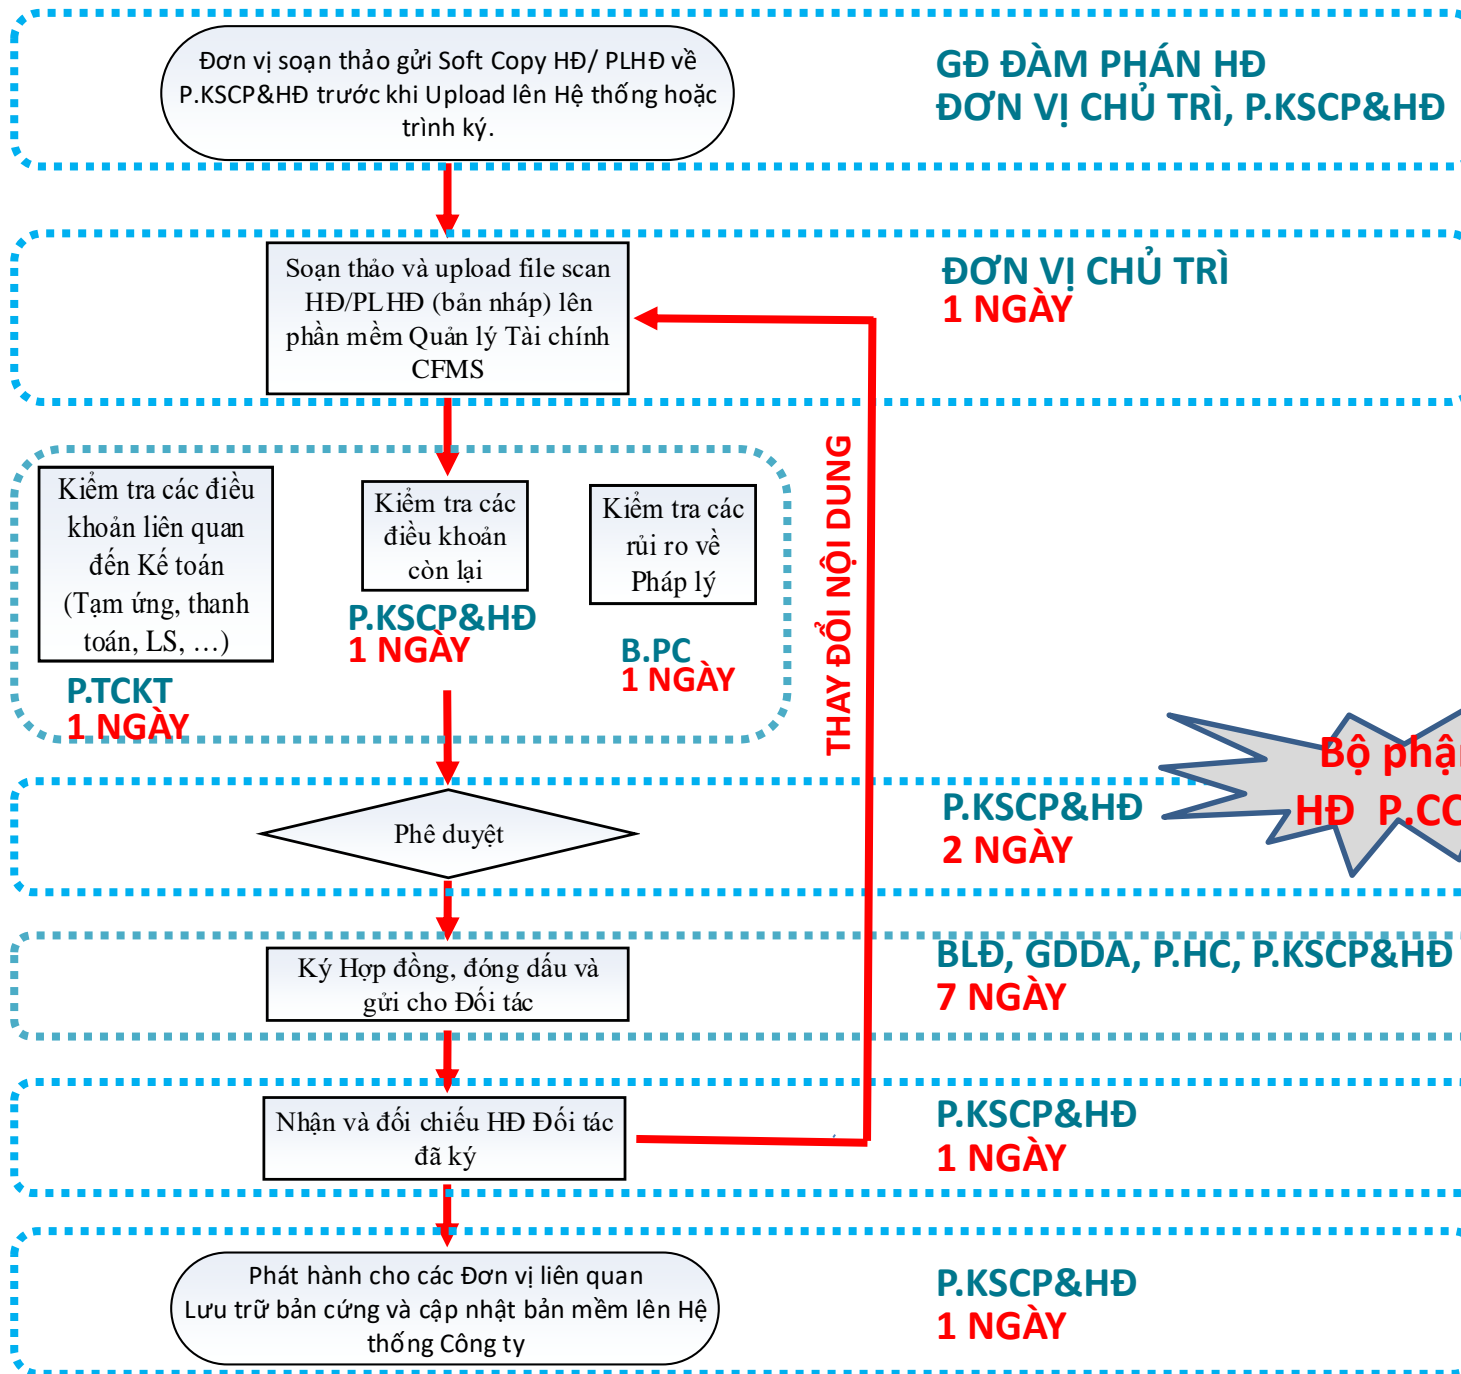 Đơn vị soạn thảo gửi Soft Copy HĐ/ PLHĐ về
P.KSCP&HĐ trước khi Upload lên Hệ thống hoặc
trình ký.
GĐ ĐÀM PHÁN HĐ
ĐƠN VỊ CHỦ TRÌ, P.KSCP&HĐ
Soạn thảo và upload file scan
HĐ/PLHĐ (bản nháp) lên
phần mềm Quản lý Tài chính
CFMS
ĐƠN VỊ CHỦ TRÌ
1 NGÀY
Kiểm tra các điều
khoản liên quan
đến Kế toán
(Tạm ứng, thanh
toán, LS, …)
P.TCKT
1 NGÀY
Kiểm tra các
điều khoản
còn lại
P.KSCP&HĐ
1 NGÀY
Kiểm tra các
rủi ro về
Pháp lý
B.PC
1 NGÀY
THAY ĐỔI NỘI DUNG
Phê duyệt
P.KSCP&HĐ
2 NGÀY
Bộ phận
HĐ P.CC
Ký Hợp đồng, đóng dấu và
gửi cho Đối tác
BLĐ, GDDA, P.HC, P.KSCP&HĐ
7 NGÀY
Nhận và đối chiếu HĐ Đối tác
đã ký
P.KSCP&HĐ
1 NGÀY
Phát hành cho các Đơn vị liên quan
Lưu trữ bản cứng và cập nhật bản mềm lên Hệ
thống Công ty
P.KSCP&HĐ
1 NGÀY